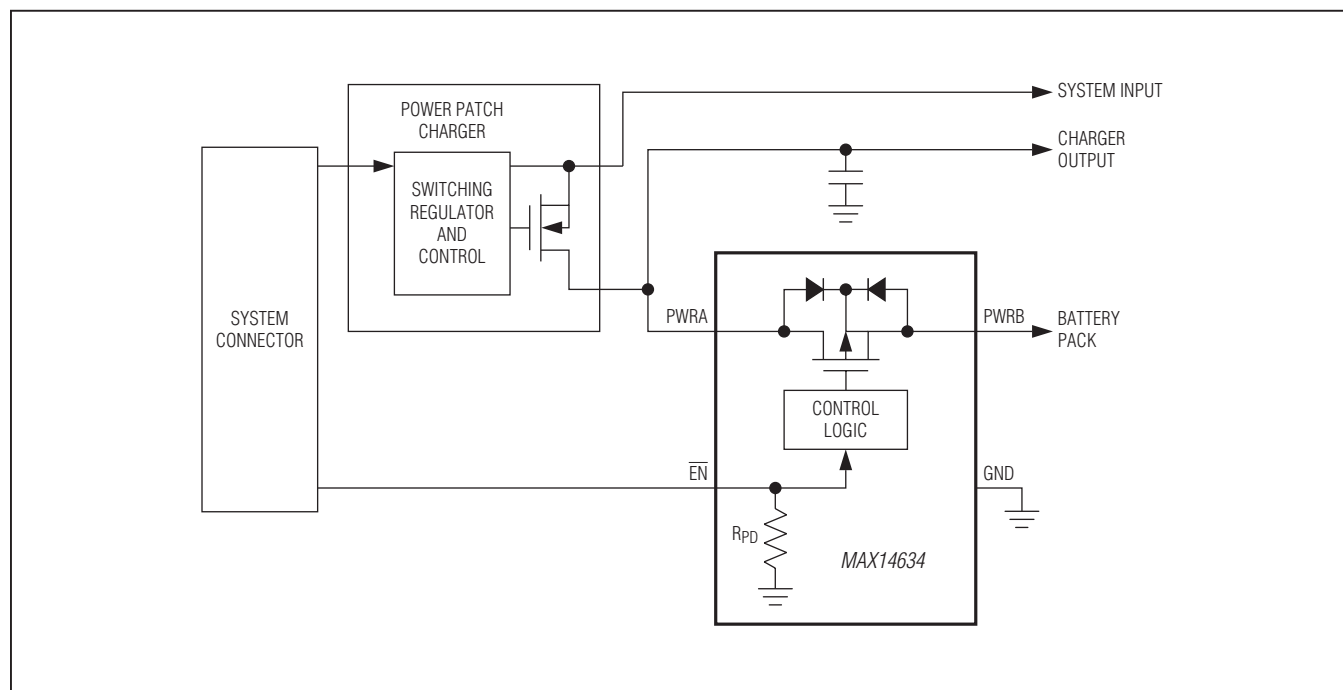 SYSTEM INPUT
POWER PATCH
CHARGER
CHARGER
OUTPUT
SWITCHING
REGULATOR
AND
CONTROL
SYSTEM
CONNECTOR
PWRA
PWRB
BATTERY
PACK
CONTROL
LOGIC
EN
GND
RPD
MAX14634